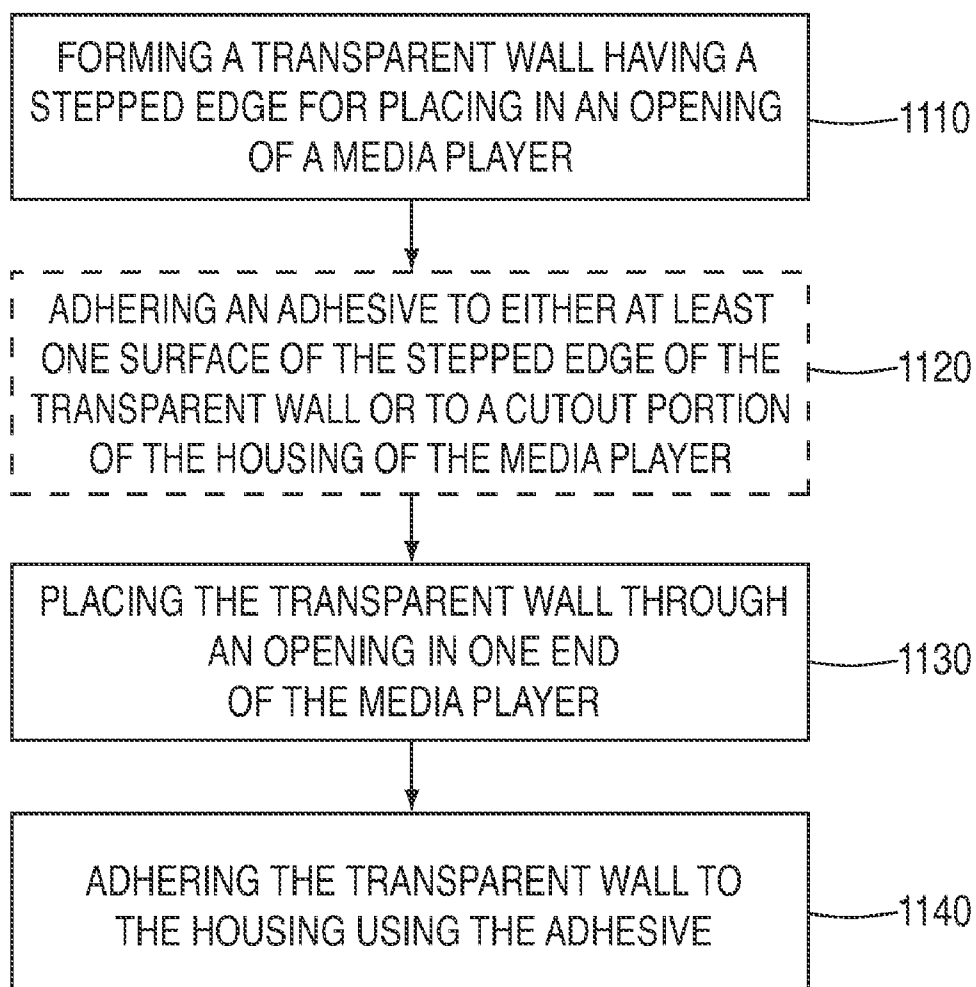 FORMING A TRANSPARENT WALL HAVING A
STEPPED EDGE FOR PLACING IN AN OPENING
OF A MEDIA PLAYER
1110
ADHERING AN ADHESIVE TO EITHER AT LEAST
ONE SURFACE OF THE STEPPED EDGE OF THE
TRANSPARENT WALL OR TO A CUTOUT PORTION
OF THE HOUSING OF THE MEDIA PLAYER
1120
PLACING THE TRANSPARENT WALL THROUGH
AN OPENING IN ONE END
OF THE MEDIA PLAYER
1130
ADHERING THE TRANSPARENT WALL TO
THE HOUSING USING THE ADHESIVE
1140